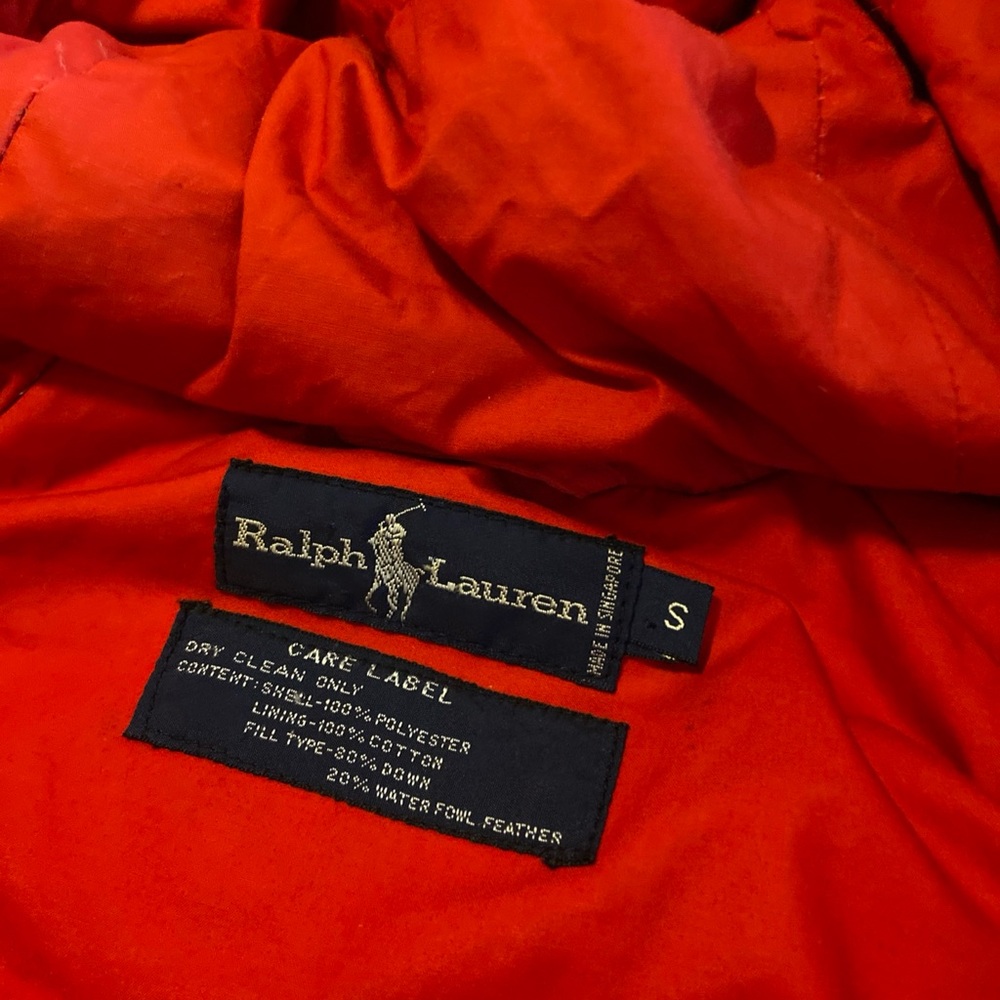 Ralph Lauren
MADE IN SINGAPORE
S
CARE LABEL
DRY CLEAN ONLY
CONTENT: SHELL-100% POLYESTER
LINING-100% COTTON
FILL TYPE-80% DOWN
20% WATER FOWL FEATHER